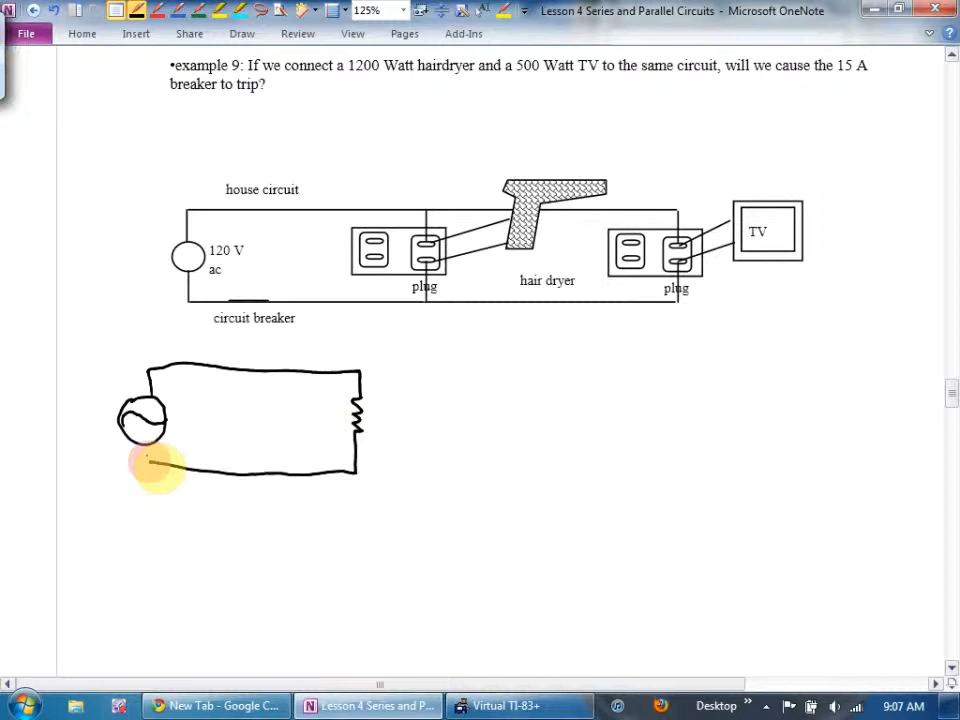 125%
Lesson 4 Series and Parallel Circuits - Microsoft OneNote
File Home Insert Share Draw Review View Pages Add-Ins
•example 9: If we connect a 1200 Watt hairdryer and a 500 Watt TV to the same circuit, will we cause the 15 A
breaker to trip?
house circuit
120 V
ac
TV
plug
hair dryer
plug
circuit breaker
New Tab - Google C...
Lesson 4 Series and P...
Virtual TI-83+
Desktop
9:07 AM